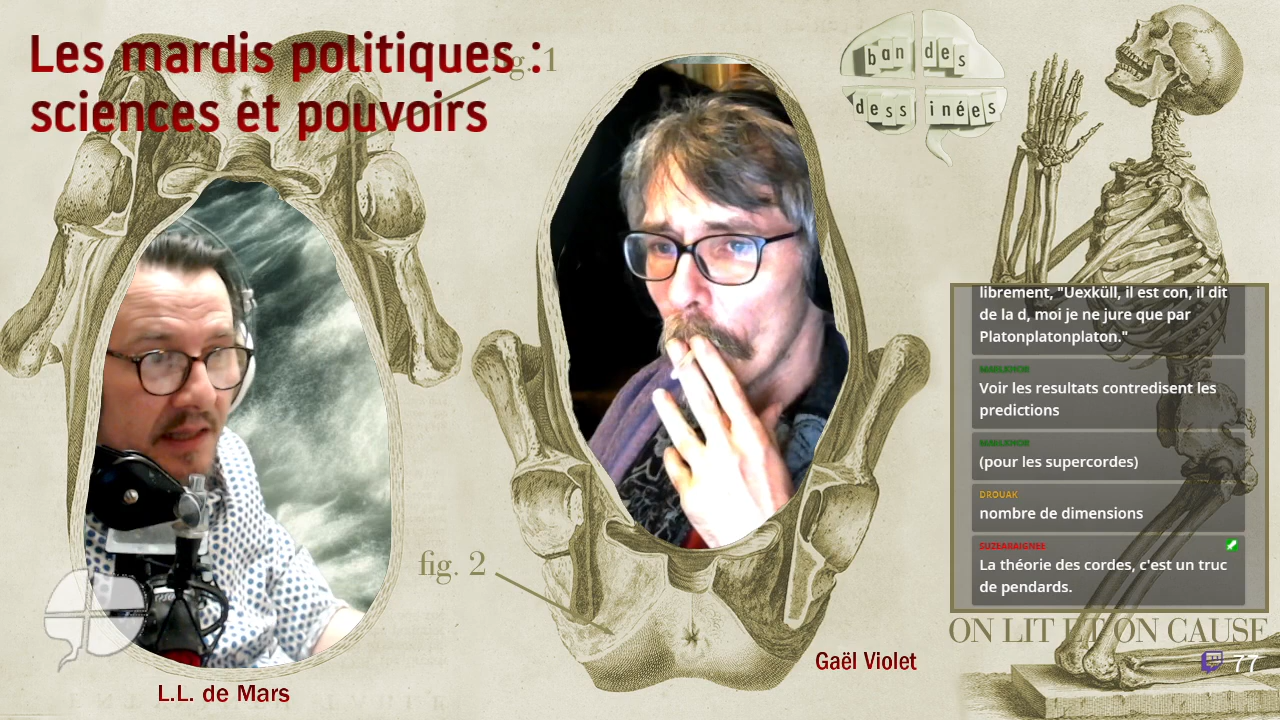 Les mardis politiques :
sciences et pouvoirs
fig. 1
ban des
dess inées
librement, "Uexküll, il est con, il dit
de la d, moi je ne jure que par
Platonplatonplaton."
Voir les resultats contredisent les
predictions
(pour les supercordes)
DROUAK
nombre de dimensions
SUZEARAIGNEE
La théorie des cordes, c'est un truc
de pendards.
fig. 2
ON LIT ET ON CAUSE
77
Gaël Violet
L.L. de Mars